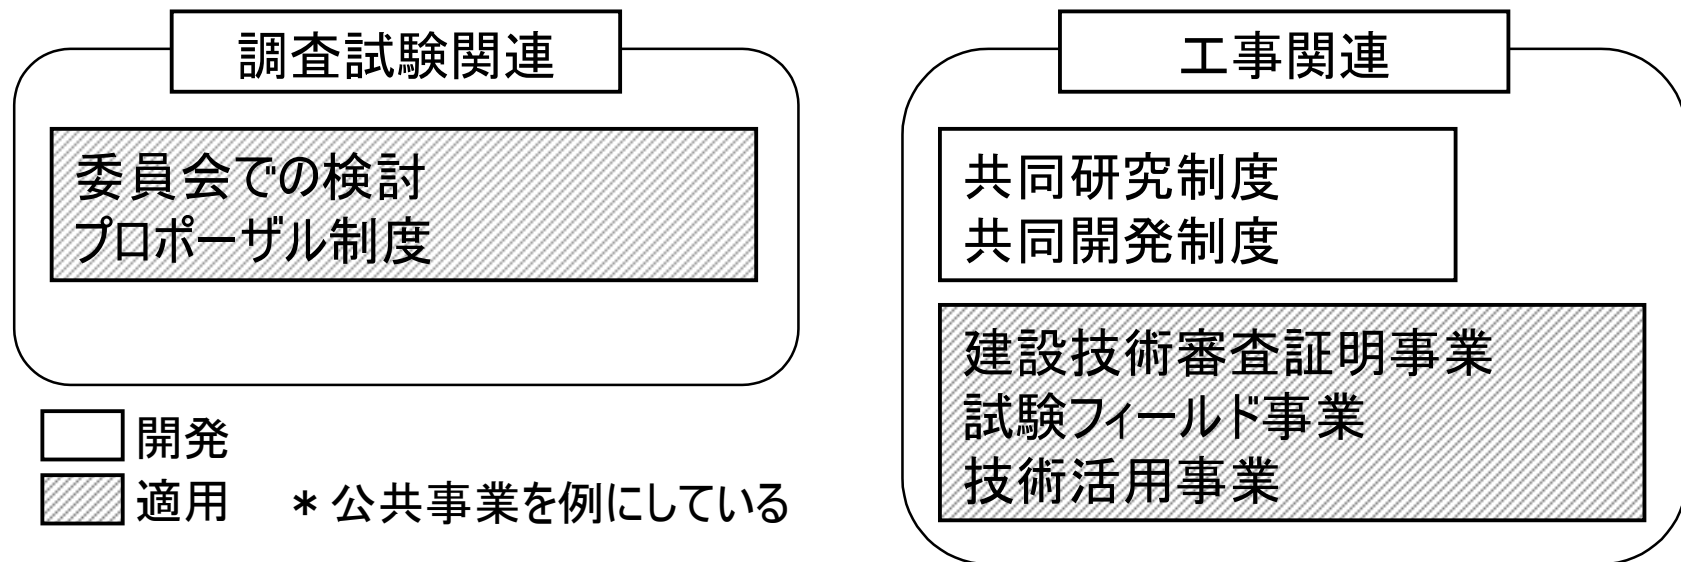 調査試験関連
委員会での検討
プロポーザル制度
開発
適用
* 公共事業を例にしている
工事関連
共同研究制度
共同開発制度
建設技術審査証明事業
試験フィールド事業
技術活用事業